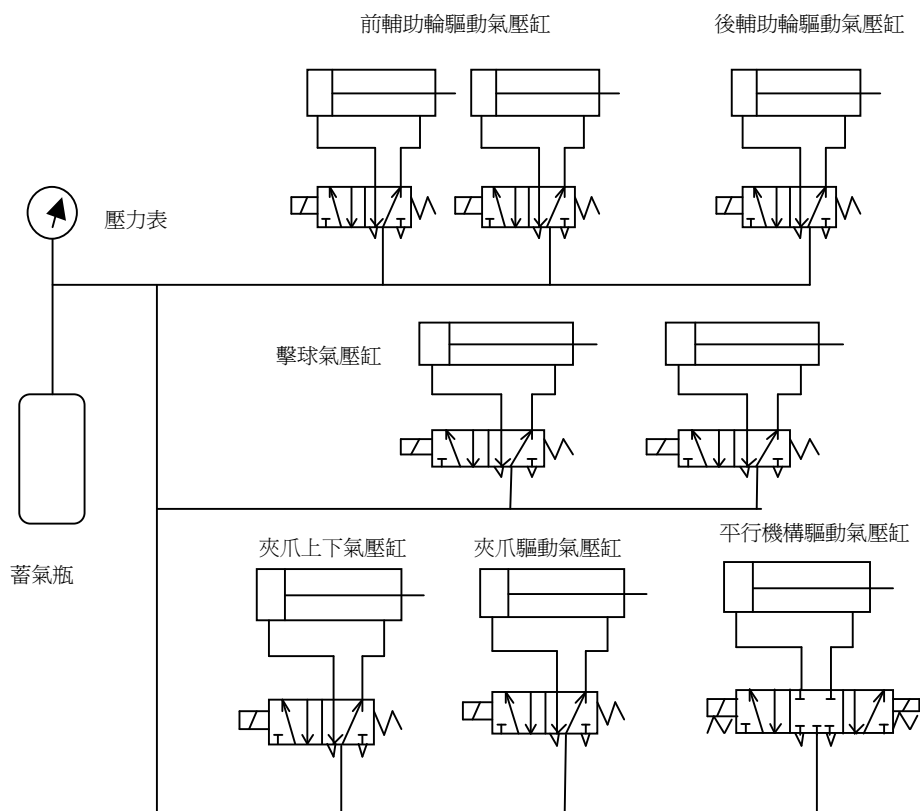 前輔助輪驅動氣壓缸
後輔助輪驅動氣壓缸
壓力表
擊球氣壓缸
平行機構驅動氣壓缸
夾爪上下氣壓缸
夾爪驅動氣壓缸
蓄氣瓶